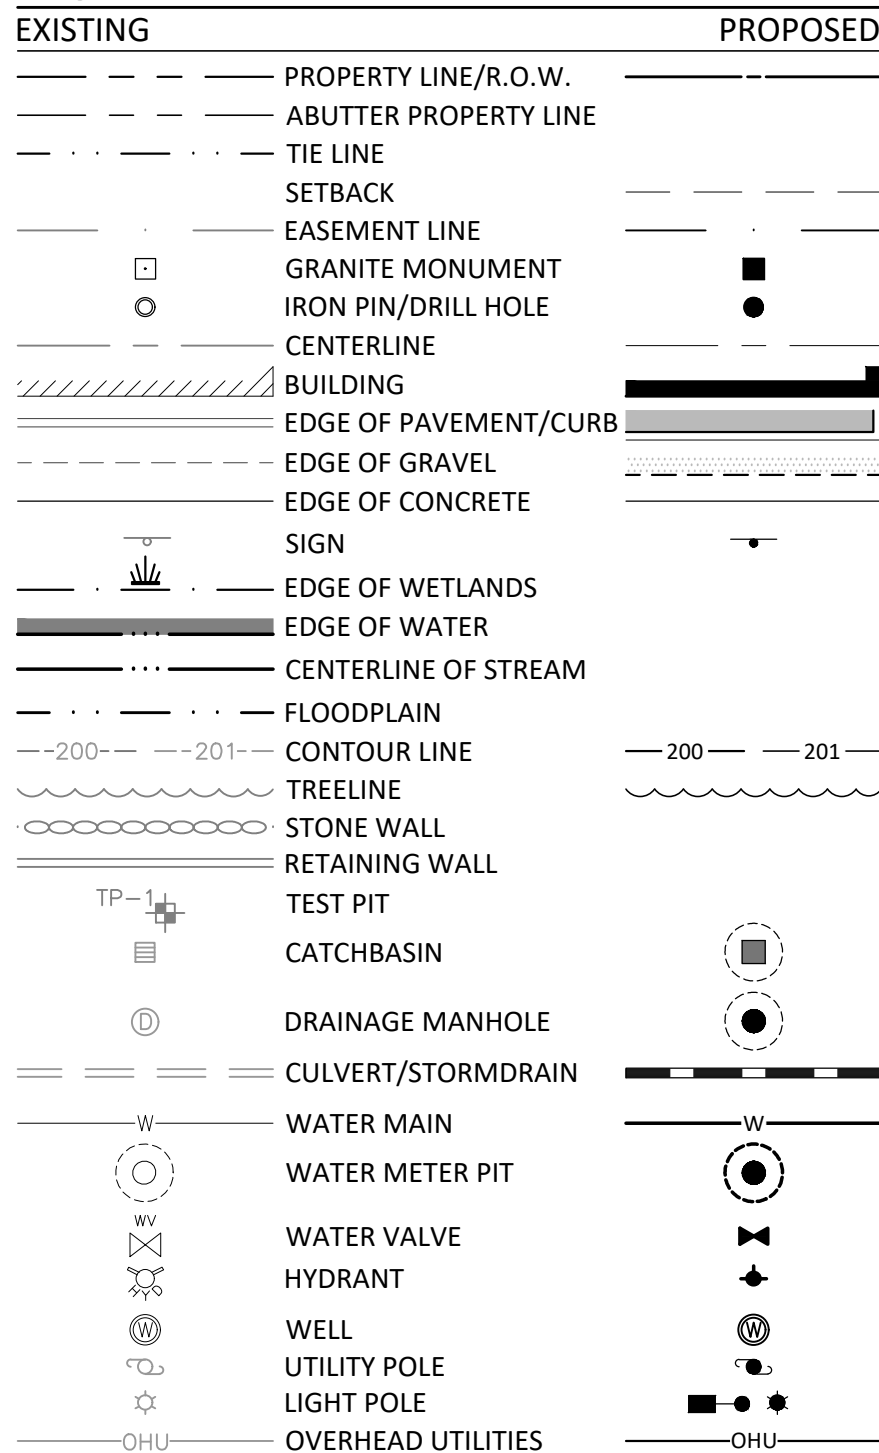 EXISTING PROPOSED
PROPERTY LINE/R.O.W.
ABUTTER PROPERTY LINE
TIE LINE
SETBACK
EASEMENT LINE
GRANITE MONUMENT
IRON PIN/DRILL HOLE
CENTERLINE
BUILDING
EDGE OF PAVEMENT/CURB
EDGE OF GRAVEL
EDGE OF CONCRETE
SIGN
EDGE OF WETLANDS
EDGE OF WATER
CENTERLINE OF STREAM
FLOODPLAIN
200 201 CONTOUR LINE 200 201
TREELINE
STONE WALL
RETAINING WALL
TP-1 TEST PIT
CATCHBASIN
D DRAINAGE MANHOLE
CULVERT/STORMDRAIN
W WATER MAIN W
WATER METER PIT
WV WATER VALVE
HYD HYDRANT
W WELL W
UTILITY POLE
LIGHT POLE
OHU OVERHEAD UTILITIES OHU